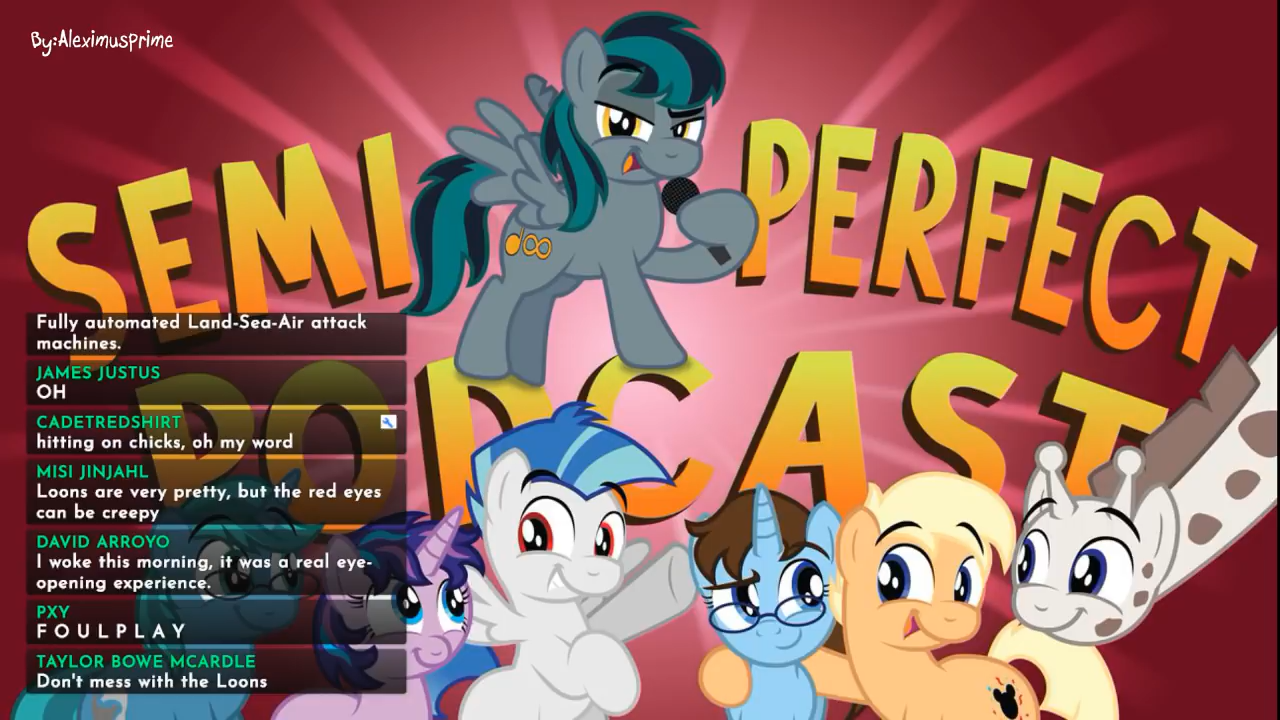 By:Aleximusprime
SEMI PERFECT
PODCAST
Fully automated Land-Sea-Air attack
machines.
JAMES JUSTUS
OH
CADETREDSHIRT
hitting on chicks, oh my word
MISI JINJAHL
Loons are very pretty, but the red eyes
can be creepy
DAVID ARROYO
I woke this morning, it was a real eye-
opening experience.
PXY
F O U L P L A Y
TAYLOR BOWE MCARDLE
Don't mess with the Loons